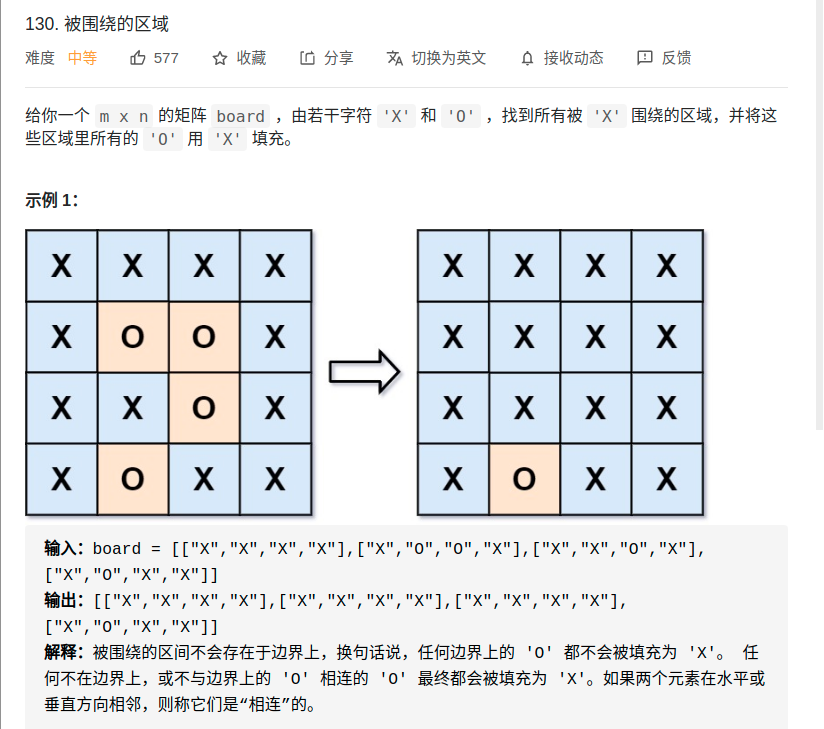 130. 被围绕的区域
难度 中等 577 收藏 分享 切换为英文 接收动态 反馈
给你一个 m x n 的矩阵 board ，由若干字符 'X' 和 'O' ，找到所有被 'X' 围绕的区域，并将这
些区域里所有的 'O' 用 'X' 填充。
示例 1：
X X X X X X X X
X O O X X X X X
X X O X X X X X
X O X X X O X X
输入：board = [["X","X","X","X"],["X","O","O","X"],["X","X","O","X"],
["X","O","X","X"]]
输出：[["X","X","X","X"],["X","X","X","X"],["X","X","X","X"],
["X","O","X","X"]]
解释：被围绕的区间不会存在于边界上，换句话说，任何边界上的 'O' 都不会被填充为 'X'。 任
何不在边界上，或不与边界上的 'O' 相连的 'O' 最终都会被填充为 'X'。如果两个元素在水平或
垂直方向相邻，则称它们是“相连”的。